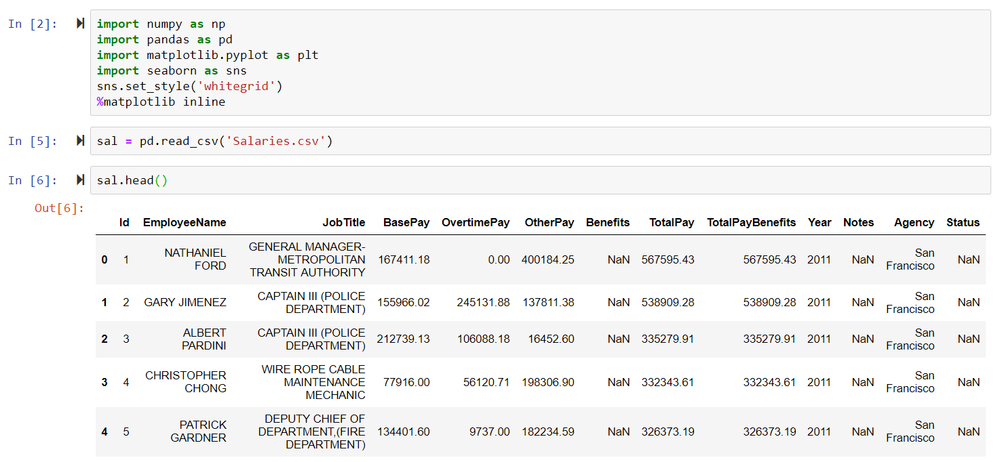 In [2]:
import numpy as np
import pandas as pd
import matplotlib.pyplot as plt
import seaborn as sns
sns.set_style('whitegrid')
%matplotlib inline
In [5]:
sal = pd.read_csv('Salaries.csv')
In [6]:
sal.head()
Out[6]:
Id EmployeeName JobTitle BasePay OvertimePay OtherPay Benefits TotalPay TotalPayBenefits Year Notes Agency Status
0 1 NATHANIEL FORD GENERAL MANAGER-METROPOLITAN TRANSIT AUTHORITY 167411.18 0.00 400184.25 NaN 567595.43 567595.43 2011 NaN San Francisco NaN
1 2 GARY JIMENEZ CAPTAIN III (POLICE DEPARTMENT) 155966.02 245131.88 137811.38 NaN 538909.28 538909.28 2011 NaN San Francisco NaN
2 3 ALBERT PARDINI CAPTAIN III (POLICE DEPARTMENT) 212739.13 106088.18 16452.60 NaN 335279.91 335279.91 2011 NaN San Francisco NaN
3 4 CHRISTOPHER CHONG WIRE ROPE CABLE MAINTENANCE MECHANIC 77916.00 56120.71 198306.90 NaN 332343.61 332343.61 2011 NaN San Francisco NaN
4 5 PATRICK GARDNER DEPUTY CHIEF OF DEPARTMENT,(FIRE DEPARTMENT) 134401.60 9737.00 182234.59 NaN 326373.19 326373.19 2011 NaN San Francisco NaN